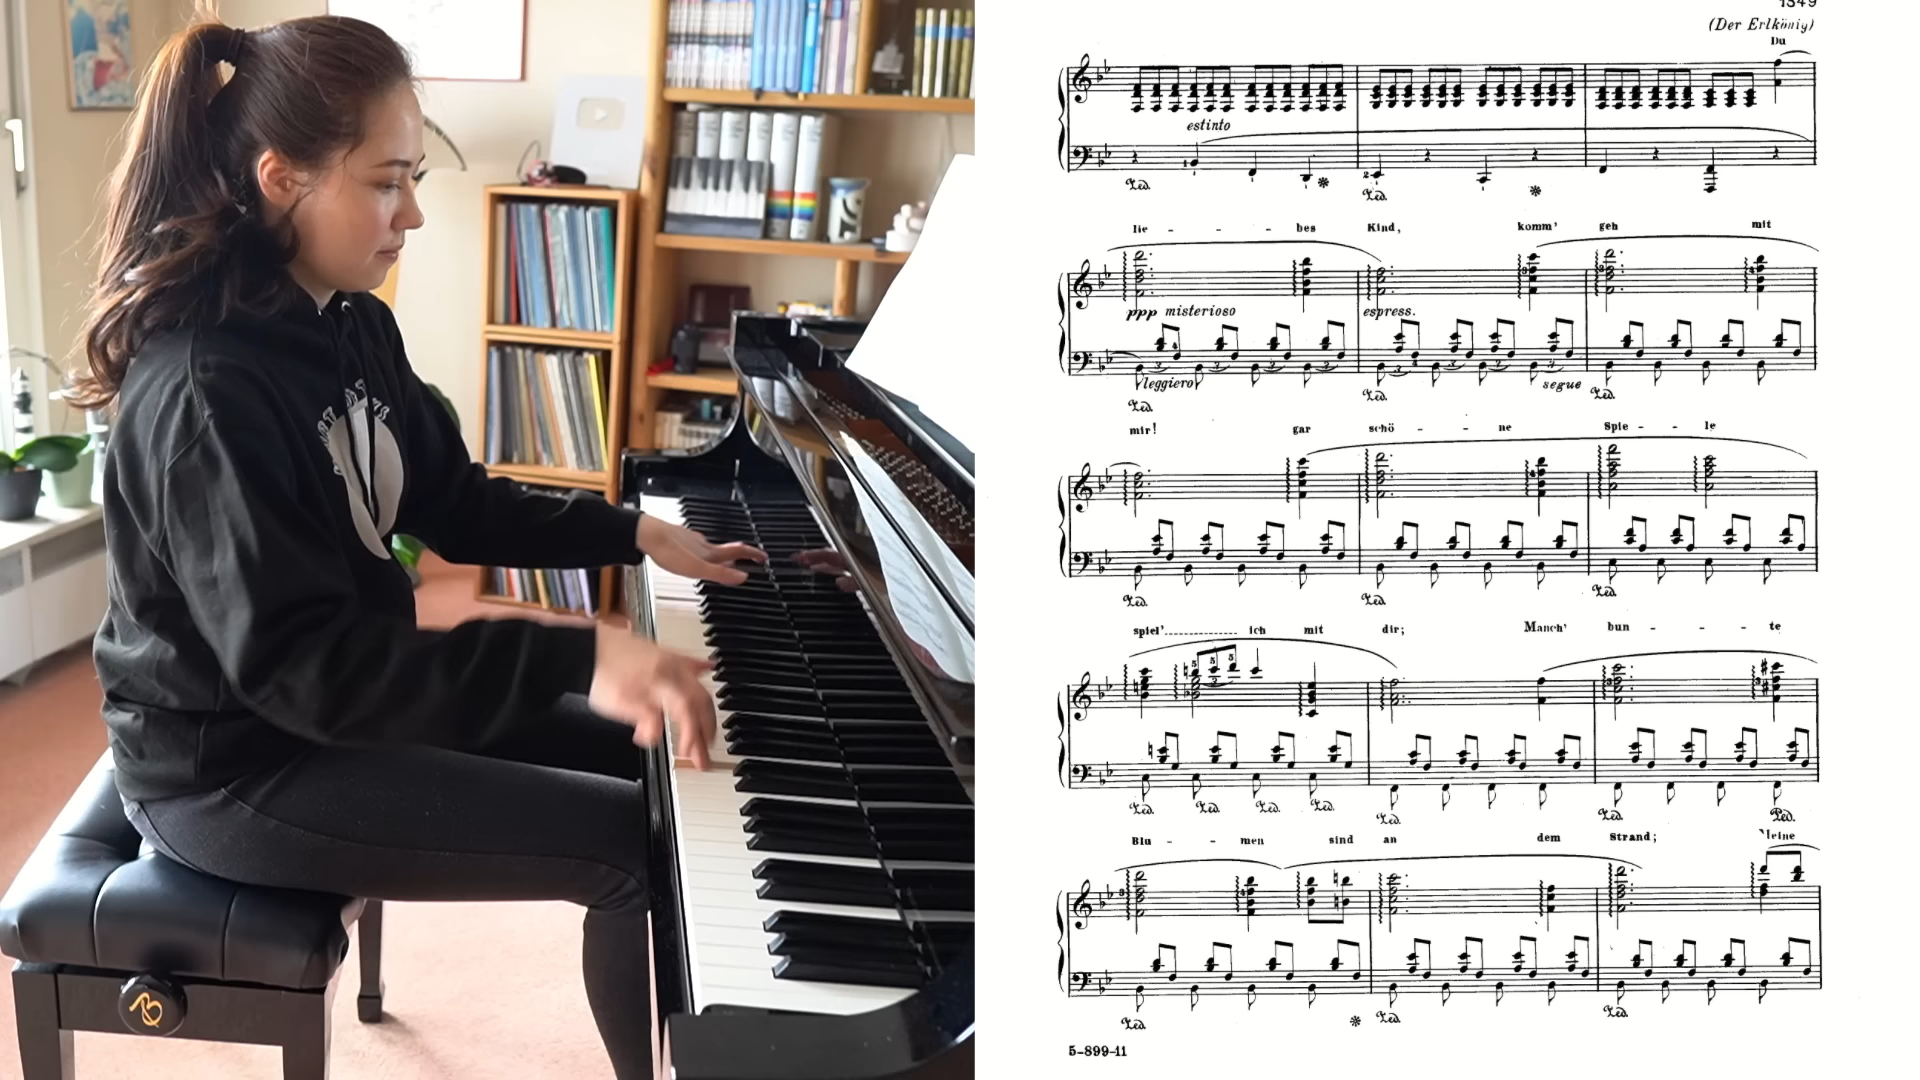 1349
(Der Erlkönig)
Du
estinto
lie - - - bes Kind, komm' geh mit
ppp misterioso espress.
leggiero segue
mir! gar schö - - ne Spie - - le
spiel' ich mit dir; Manch' bun - - te
Blu - - men sind an dem Strand;
5-899-11